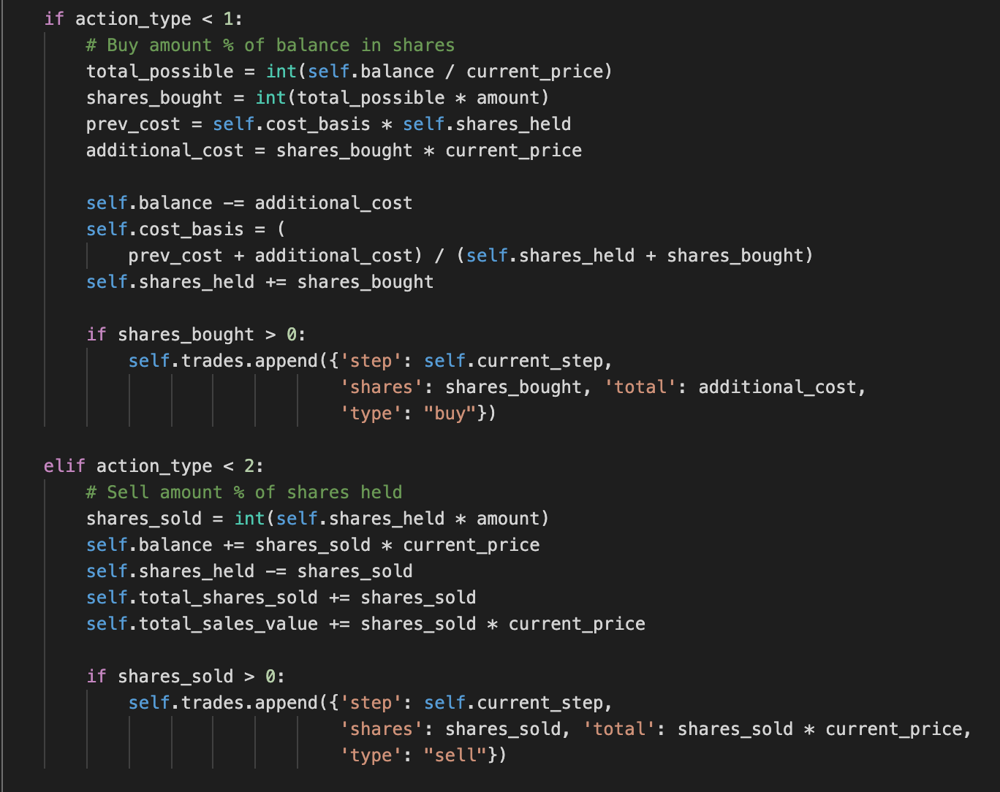 if action_type < 1:
# Buy amount % of balance in shares
total_possible = int(self.balance / current_price)
shares_bought = int(total_possible * amount)
prev_cost = self.cost_basis * self.shares_held
additional_cost = shares_bought * current_price
self.balance -= additional_cost
self.cost_basis = (
prev_cost + additional_cost) / (self.shares_held + shares_bought)
self.shares_held += shares_bought
if shares_bought > 0:
self.trades.append({'step': self.current_step,
'shares': shares_bought, 'total': additional_cost,
'type': "buy"})
elif action_type < 2:
# Sell amount % of shares held
shares_sold = int(self.shares_held * amount)
self.balance += shares_sold * current_price
self.shares_held -= shares_sold
self.total_shares_sold += shares_sold
self.total_sales_value += shares_sold * current_price
if shares_sold > 0:
self.trades.append({'step': self.current_step,
'shares': shares_sold, 'total': shares_sold * current_price,
'type': "sell"})